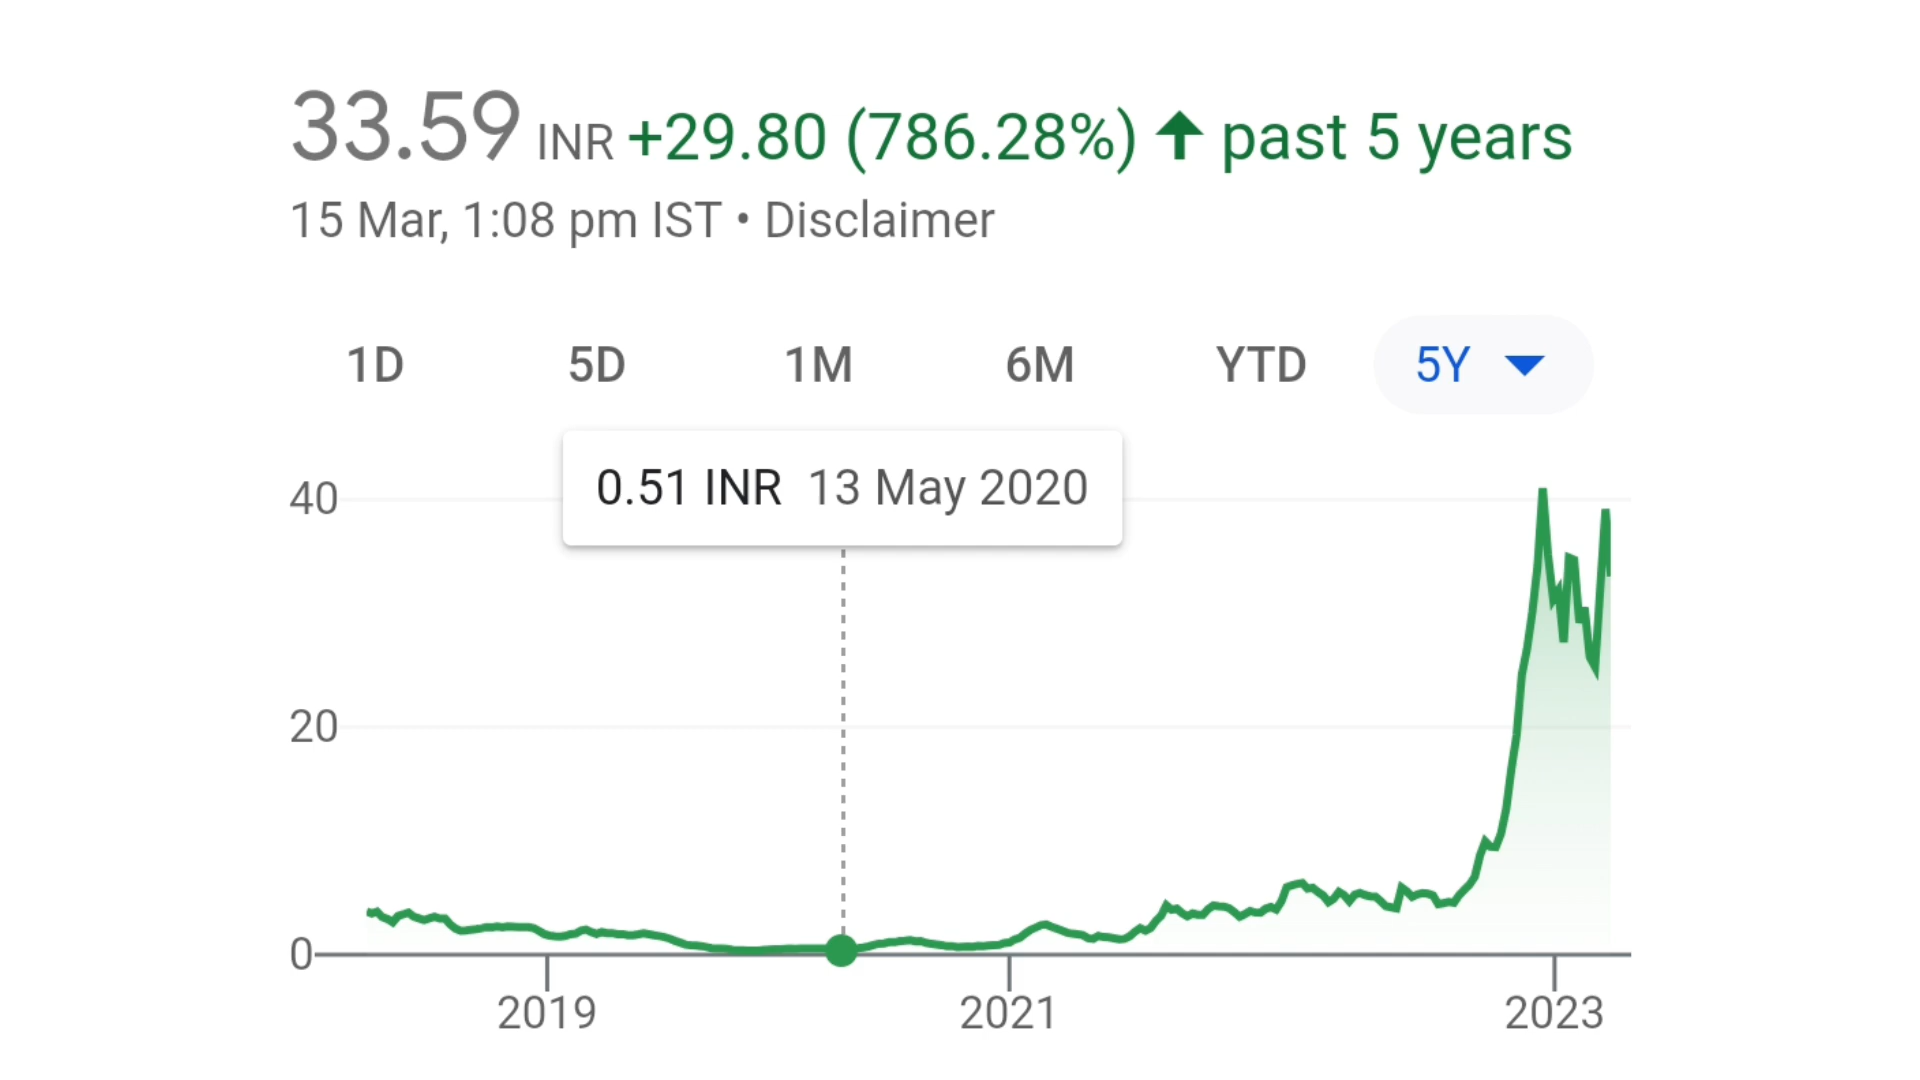 33.59 INR +29.80 (786.28%) ↑ past 5 years
15 Mar, 1:08 pm IST • Disclaimer
1D 5D 1M 6M YTD 5Y
0.51 INR 13 May 2020
40
20
0
2019 2021 2023